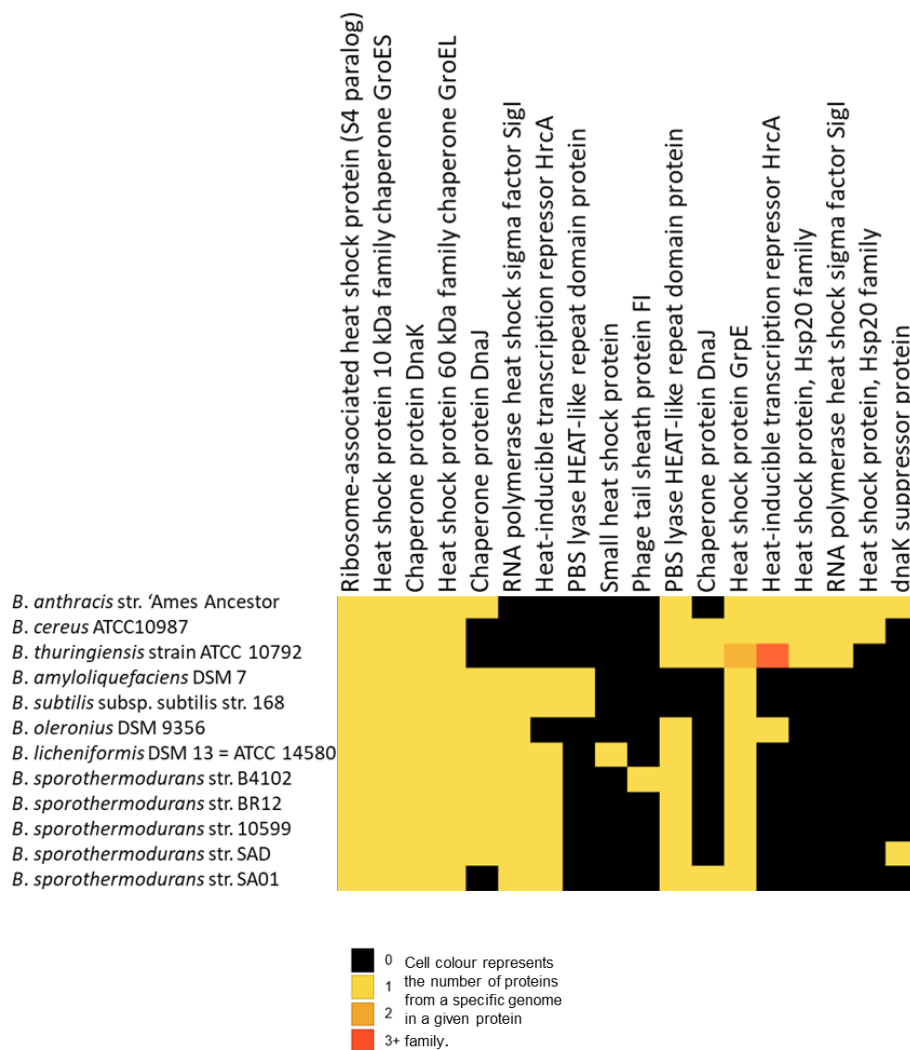 Ribosome-associated heat shock protein (S4 paralog)
Heat shock protein 10 kDa family chaperone GroES
Chaperone protein DnaK
Heat shock protein 60 kDa family chaperone GroEL
Chaperone protein DnaJ
RNA polymerase heat shock sigma factor SigI
Heat-inducible transcription repressor HrcA
PBS lyase HEAT-like repeat domain protein
Small heat shock protein
Phage tail sheath protein FI
PBS lyase HEAT-like repeat domain protein
Chaperone protein DnaJ
Heat shock protein GrpE
Heat-inducible transcription repressor HrcA
Heat shock protein, Hsp20 family
RNA polymerase heat shock sigma factor SigI
Heat shock protein, Hsp20 family
dnaK suppressor protein
B. anthracis str. ‘Ames Ancestor
B. cereus ATCC10987
B. thuringiensis strain ATCC 10792
B. amyloliquefaciens DSM 7
B. subtilis subsp. subtilis str. 168
B. oleronius DSM 9356
B. licheniformis DSM 13 = ATCC 14580
B. sporothermodurans str. B4102
B. sporothermodurans str. BR12
B. sporothermodurans str. 10599
B. sporothermodurans str. SAD
B. sporothermodurans str. SA01
0 Cell colour represents
1 the number of proteins
from a specific genome
2 in a given protein
3+ family.